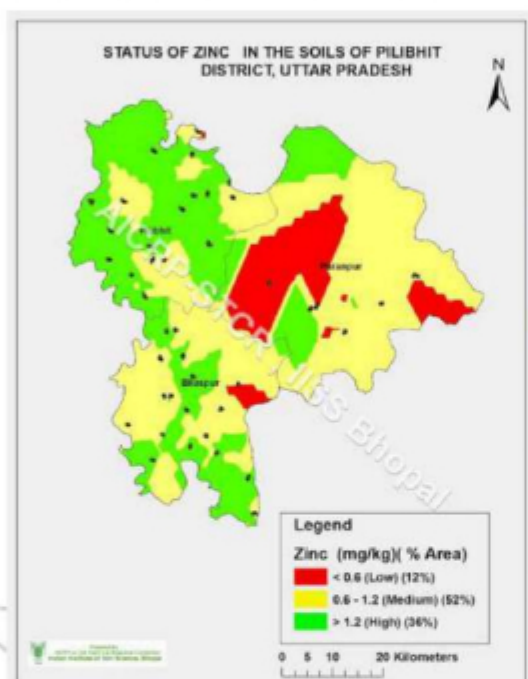 STATUS OF ZINC IN THE SOILS OF PILIBHIT
DISTRICT, UTTAR PRADESH
N
Bilaspur
AICRP-STCR / IISS Bhopal
Legend
Zinc (mg/kg)( % Area)
< 0.6 (Low) (12%)
0.6 - 1.2 (Medium) (52%)
> 1.2 (High) (36%)
0 5 10 20 Kilometers